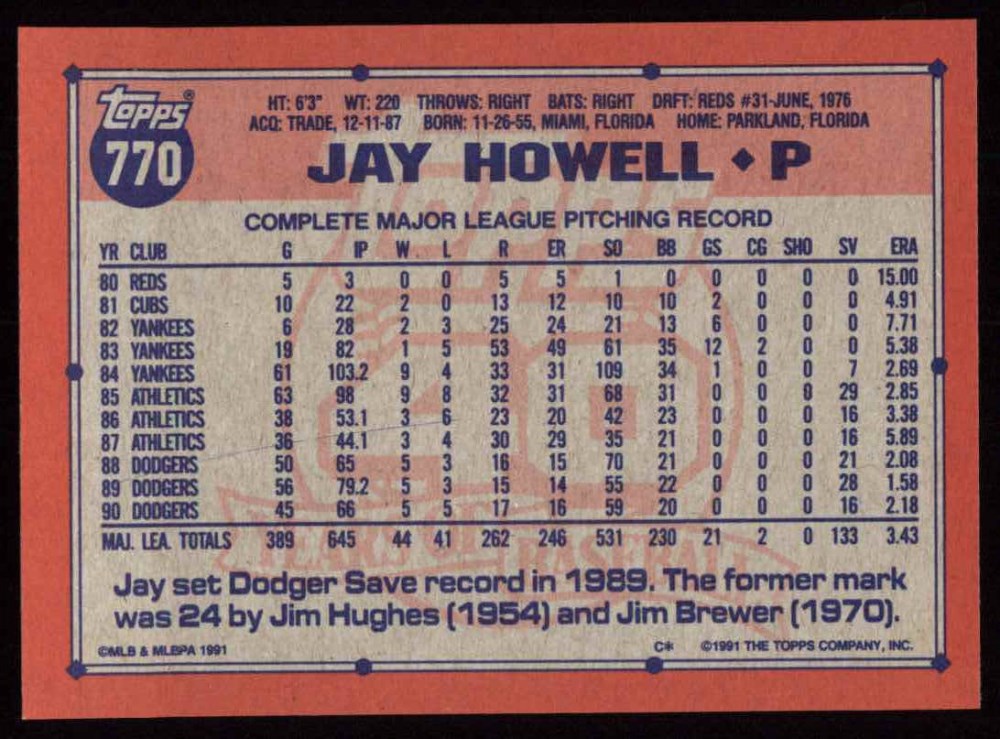 Topps®
770
HT: 6'3" WT: 220 THROWS: RIGHT BATS: RIGHT DRFT: REDS #31-JUNE, 1976
ACQ: TRADE, 12-11-87 BORN: 11-26-55, MIAMI, FLORIDA HOME: PARKLAND, FLORIDA
JAY HOWELL ♦ P
COMPLETE MAJOR LEAGUE PITCHING RECORD
YR CLUB G IP W L R ER SO BB GS CG SHO SV ERA
80 REDS 5 3 0 0 5 5 1 0 0 0 0 0 15.00
81 CUBS 10 22 2 0 13 12 10 10 2 0 0 0 4.91
82 YANKEES 6 28 2 3 25 24 21 13 6 0 0 0 7.71
83 YANKEES 19 82 1 5 53 49 61 35 12 2 0 0 5.38
84 YANKEES 61 103.2 9 4 33 31 109 34 1 0 0 7 2.69
85 ATHLETICS 63 98 9 8 32 31 68 31 0 0 0 29 2.85
86 ATHLETICS 38 53.1 3 6 23 20 42 23 0 0 0 16 3.38
87 ATHLETICS 36 44.1 3 4 30 29 35 21 0 0 0 16 5.89
88 DODGERS 50 65 5 3 16 15 70 21 0 0 0 21 2.08
89 DODGERS 56 79.2 5 3 15 14 55 22 0 0 0 28 1.58
90 DODGERS 45 66 5 5 17 16 59 20 0 0 0 16 2.18
MAJ. LEA. TOTALS 389 645 44 41 262 246 531 230 21 2 0 133 3.43
Topps
40
YEARS OF BASEBALL
Jay set Dodger Save record in 1989. The former mark
was 24 by Jim Hughes (1954) and Jim Brewer (1970).
©MLB & MLBPA 1991 C* ©1991 THE TOPPS COMPANY, INC.